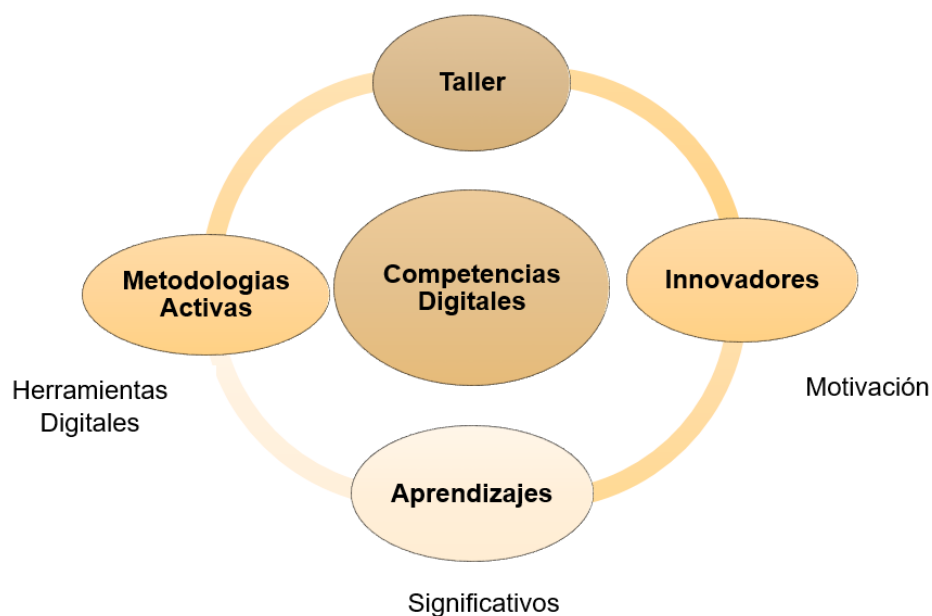 Taller
Metodologias
Activas
Competencias
Digitales
Innovadores
Herramientas
Digitales
Motivación
Aprendizajes
Significativos